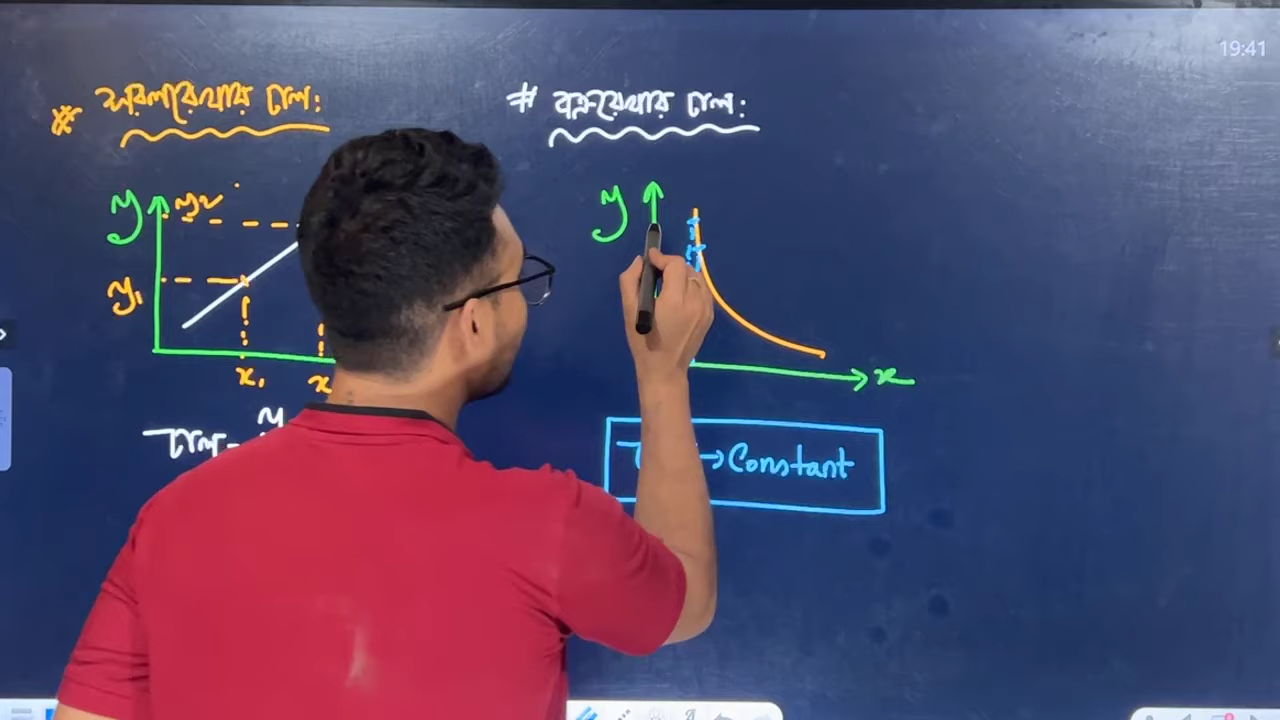 # সরলরেখার ঢাল:
# বক্ররেখার ঢাল:
19:41
y y₂
y₁
x₁ x
ঢাল =
y
x
→ Constant